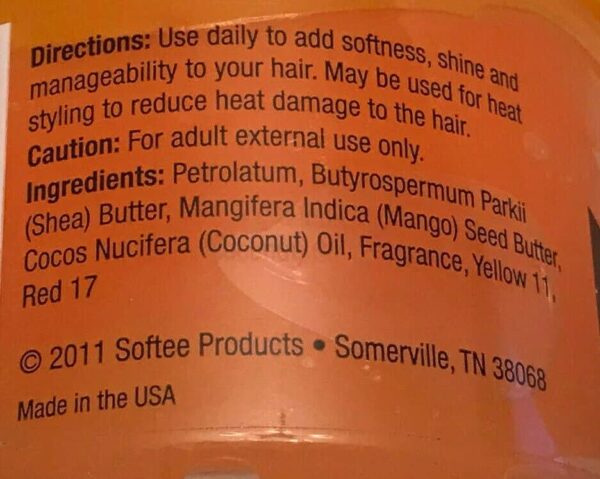 Directions: Use daily to add softness, shine and
manageability to your hair. May be used for heat
styling to reduce heat damage to the hair.
Caution: For adult external use only.
Ingredients: Petrolatum, Butyrospermum Parkii
(Shea) Butter, Mangifera Indica (Mango) Seed Butter,
Cocos Nucifera (Coconut) Oil, Fragrance, Yellow 11,
Red 17
© 2011 Softee Products • Somerville, TN 38068
Made in the USA